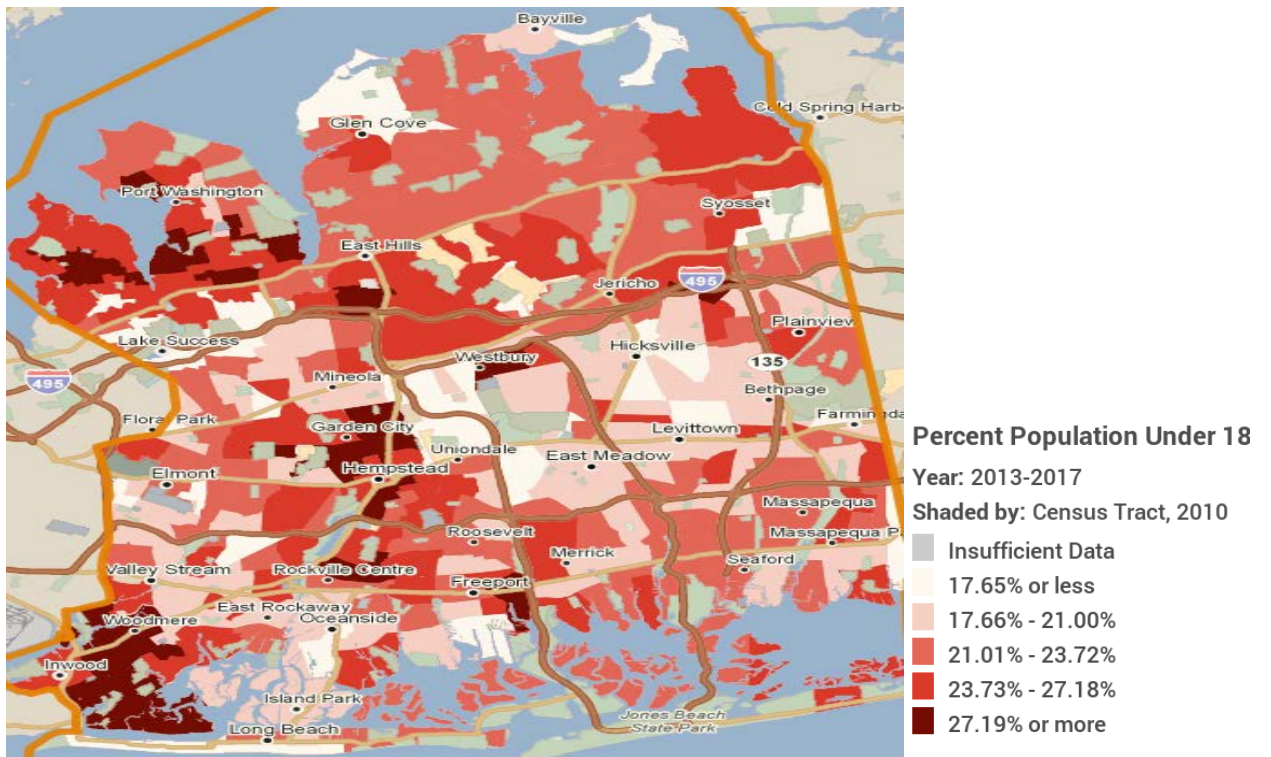 Bayville
Cold Spring Harb
Glen Cove
Port Washington
Syosset
East Hills
Jericho
495
Plainview
Lake Success
Hicksville
Westbury
135
495
Mineola
Bethpage
Floral Park
Garden City
Farmingda
Levittown
Uniondale
East Meadow
Elmont
Hempstead
Massapequa
Roosevelt
Massapequa P
Merrick
Seaford
Valley Stream
Rockville Centre
Freeport
East Rockaway
Woodmere
Oceanside
Inwood
Island Park
Long Beach
Jones Beach
State Park
Percent Population Under 18
Year: 2013-2017
Shaded by: Census Tract, 2010
Insufficient Data
17.65% or less
17.66% - 21.00%
21.01% - 23.72%
23.73% - 27.18%
27.19% or more